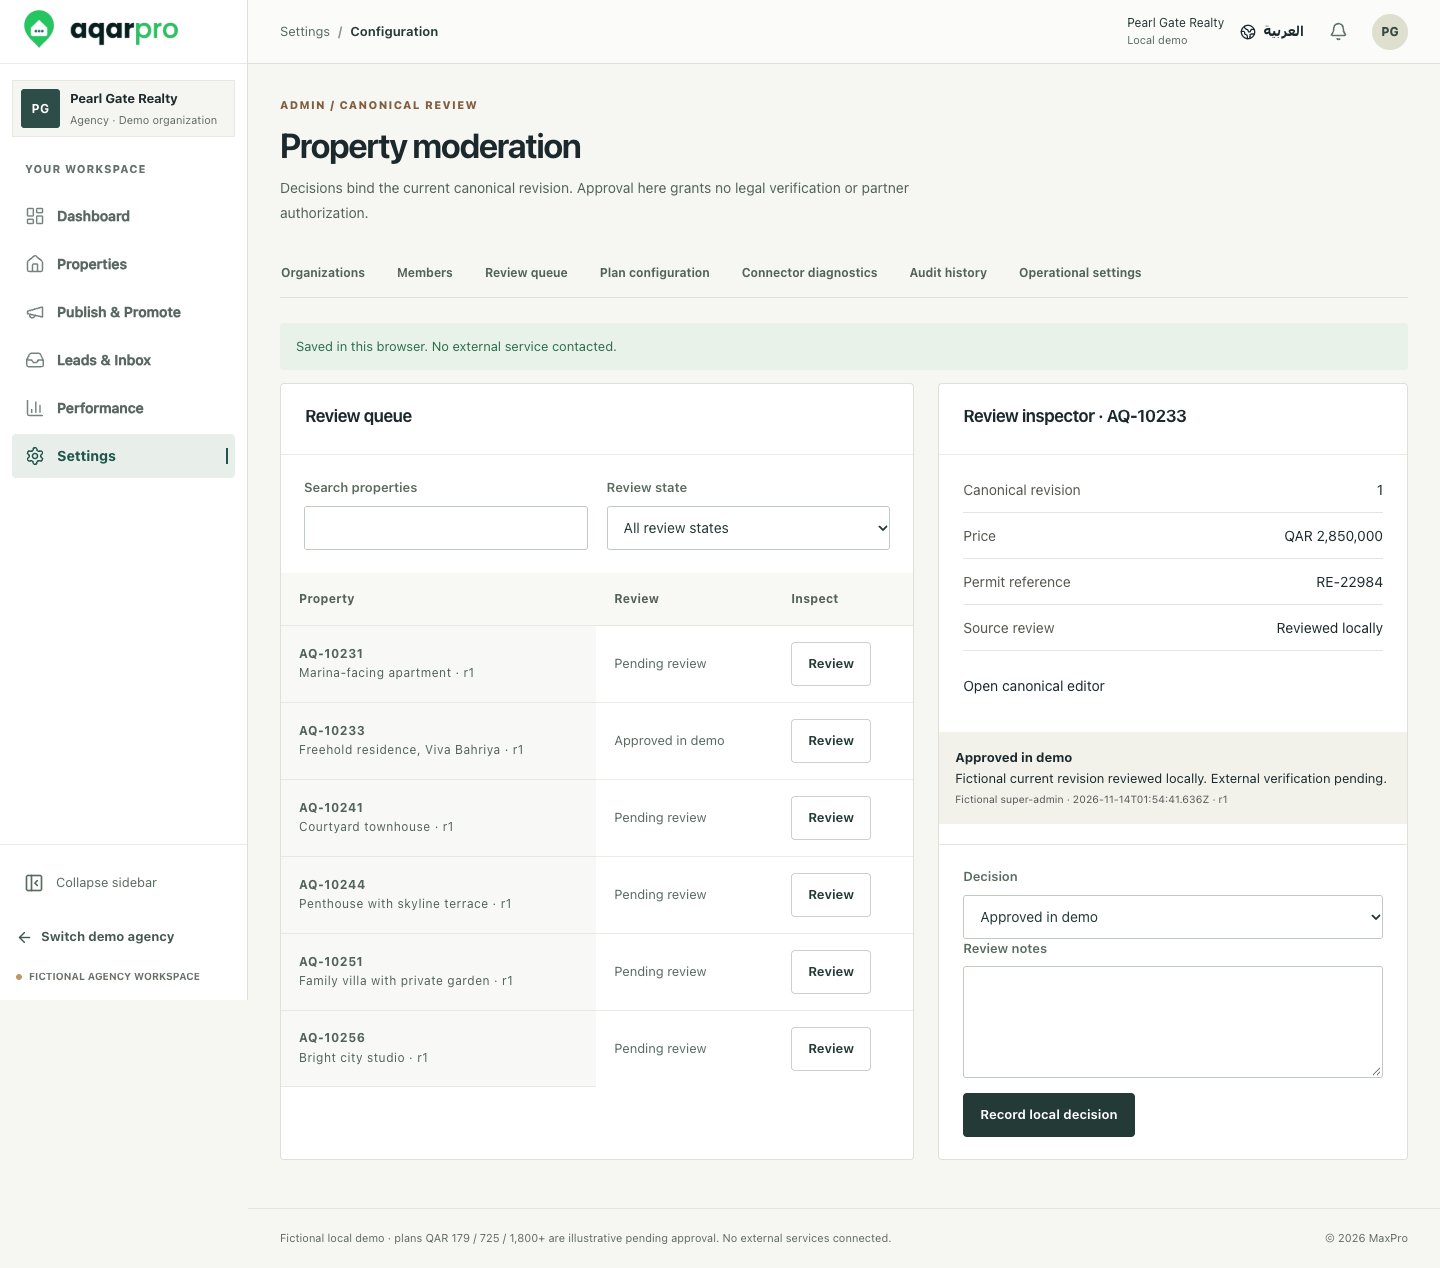 aqarpro
Settings / Configuration
Pearl Gate Realty
Local demo
العربية
PG
PG
Pearl Gate Realty
Agency · Demo organization
YOUR WORKSPACE
Dashboard
Properties
Publish & Promote
Leads & Inbox
Performance
Settings
Collapse sidebar
Switch demo agency
FICTIONAL AGENCY WORKSPACE
ADMIN / CANONICAL REVIEW
Property moderation
Decisions bind the current canonical revision. Approval here grants no legal verification or partner
authorization.
Organizations Members Review queue Plan configuration Connector diagnostics Audit history Operational settings
Saved in this browser. No external service contacted.
Review queue
Search properties Review state
All review states
Property Review Inspect
AQ-10231
Marina-facing apartment · r1
Pending review
Review
AQ-10233
Freehold residence, Viva Bahriya · r1
Approved in demo
Review
AQ-10241
Courtyard townhouse · r1
Pending review
Review
AQ-10244
Penthouse with skyline terrace · r1
Pending review
Review
AQ-10251
Family villa with private garden · r1
Pending review
Review
AQ-10256
Bright city studio · r1
Pending review
Review
Review inspector · AQ-10233
Canonical revision 1
Price QAR 2,850,000
Permit reference RE-22984
Source review Reviewed locally
Open canonical editor
Approved in demo
Fictional current revision reviewed locally. External verification pending.
Fictional super-admin · 2026-11-14T01:54:41.636Z · r1
Decision
Approved in demo
Review notes
Record local decision
Fictional local demo · plans QAR 179 / 725 / 1,800+ are illustrative pending approval. No external services connected.
© 2026 MaxPro